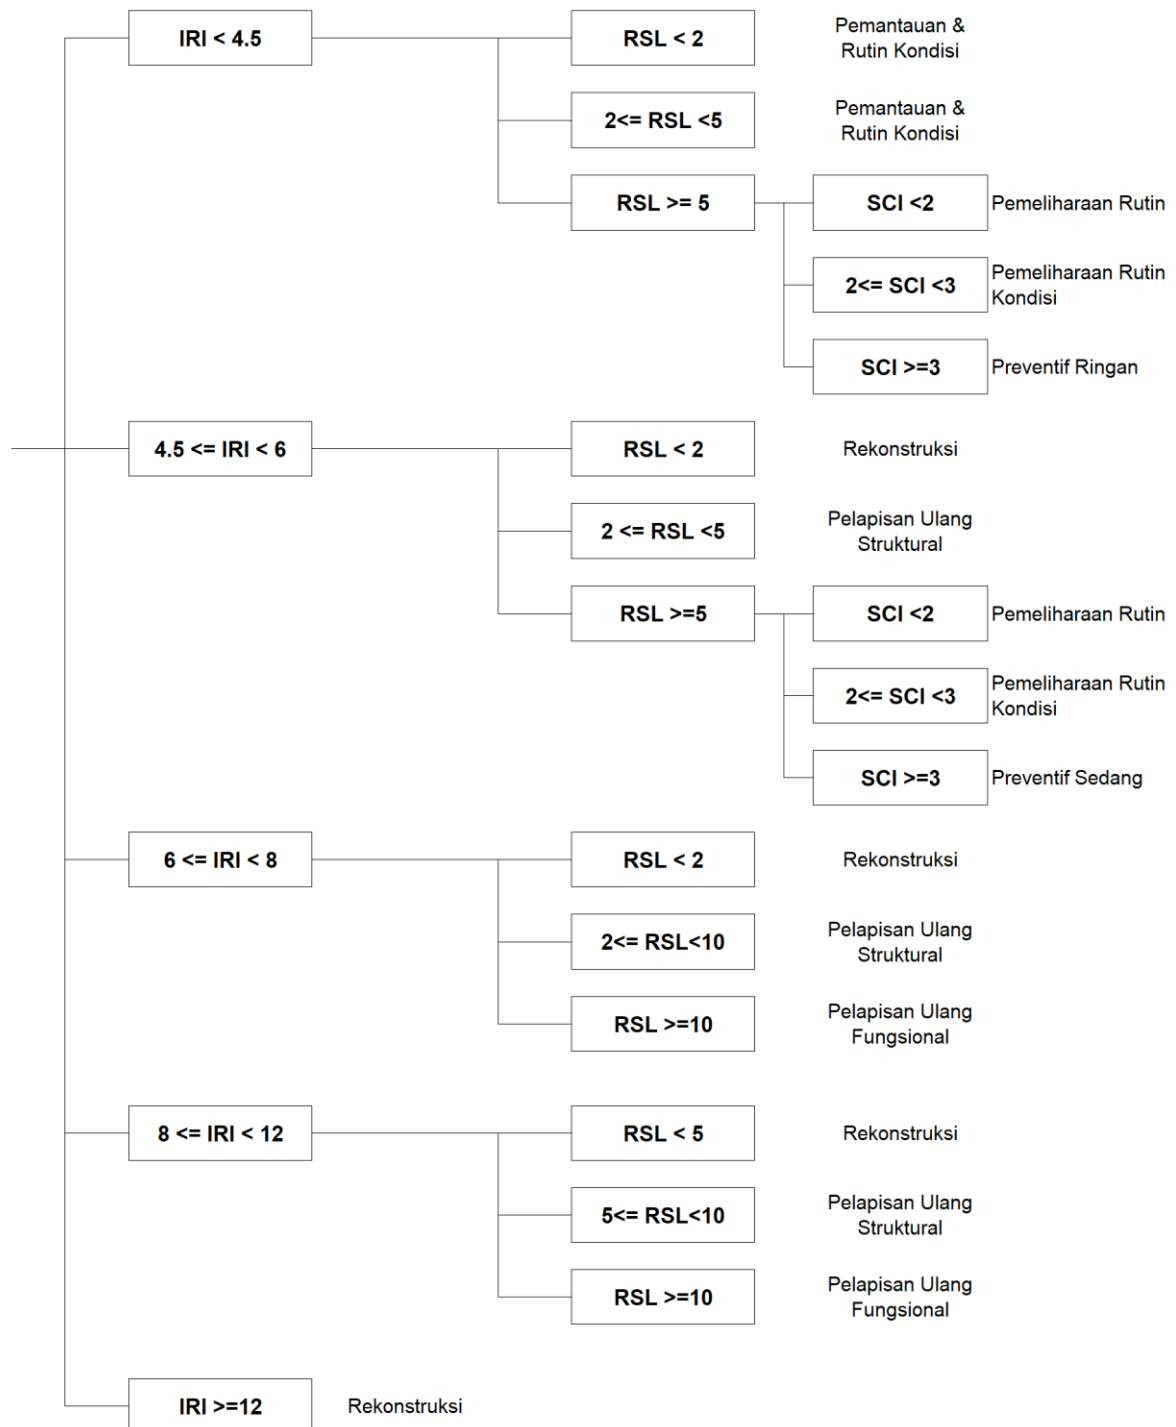 IRI < 4.5
RSL < 2
Pemantauan &
Rutin Kondisi
2<= RSL <5
Pemantauan &
Rutin Kondisi
RSL >= 5
SCI <2
Pemeliharaan Rutin
2<= SCI <3
Pemeliharaan Rutin
Kondisi
SCI >=3
Preventif Ringan
4.5 <= IRI < 6
RSL < 2
Rekonstruksi
2 <= RSL <5
Pelapisan Ulang
Struktural
RSL >=5
SCI <2
Pemeliharaan Rutin
2<= SCI <3
Pemeliharaan Rutin
Kondisi
SCI >=3
Preventif Sedang
6 <= IRI < 8
RSL < 2
Rekonstruksi
2<= RSL<10
Pelapisan Ulang
Struktural
RSL >=10
Pelapisan Ulang
Fungsional
8 <= IRI < 12
RSL < 5
Rekonstruksi
5<= RSL<10
Pelapisan Ulang
Struktural
RSL >=10
Pelapisan Ulang
Fungsional
IRI >=12
Rekonstruksi